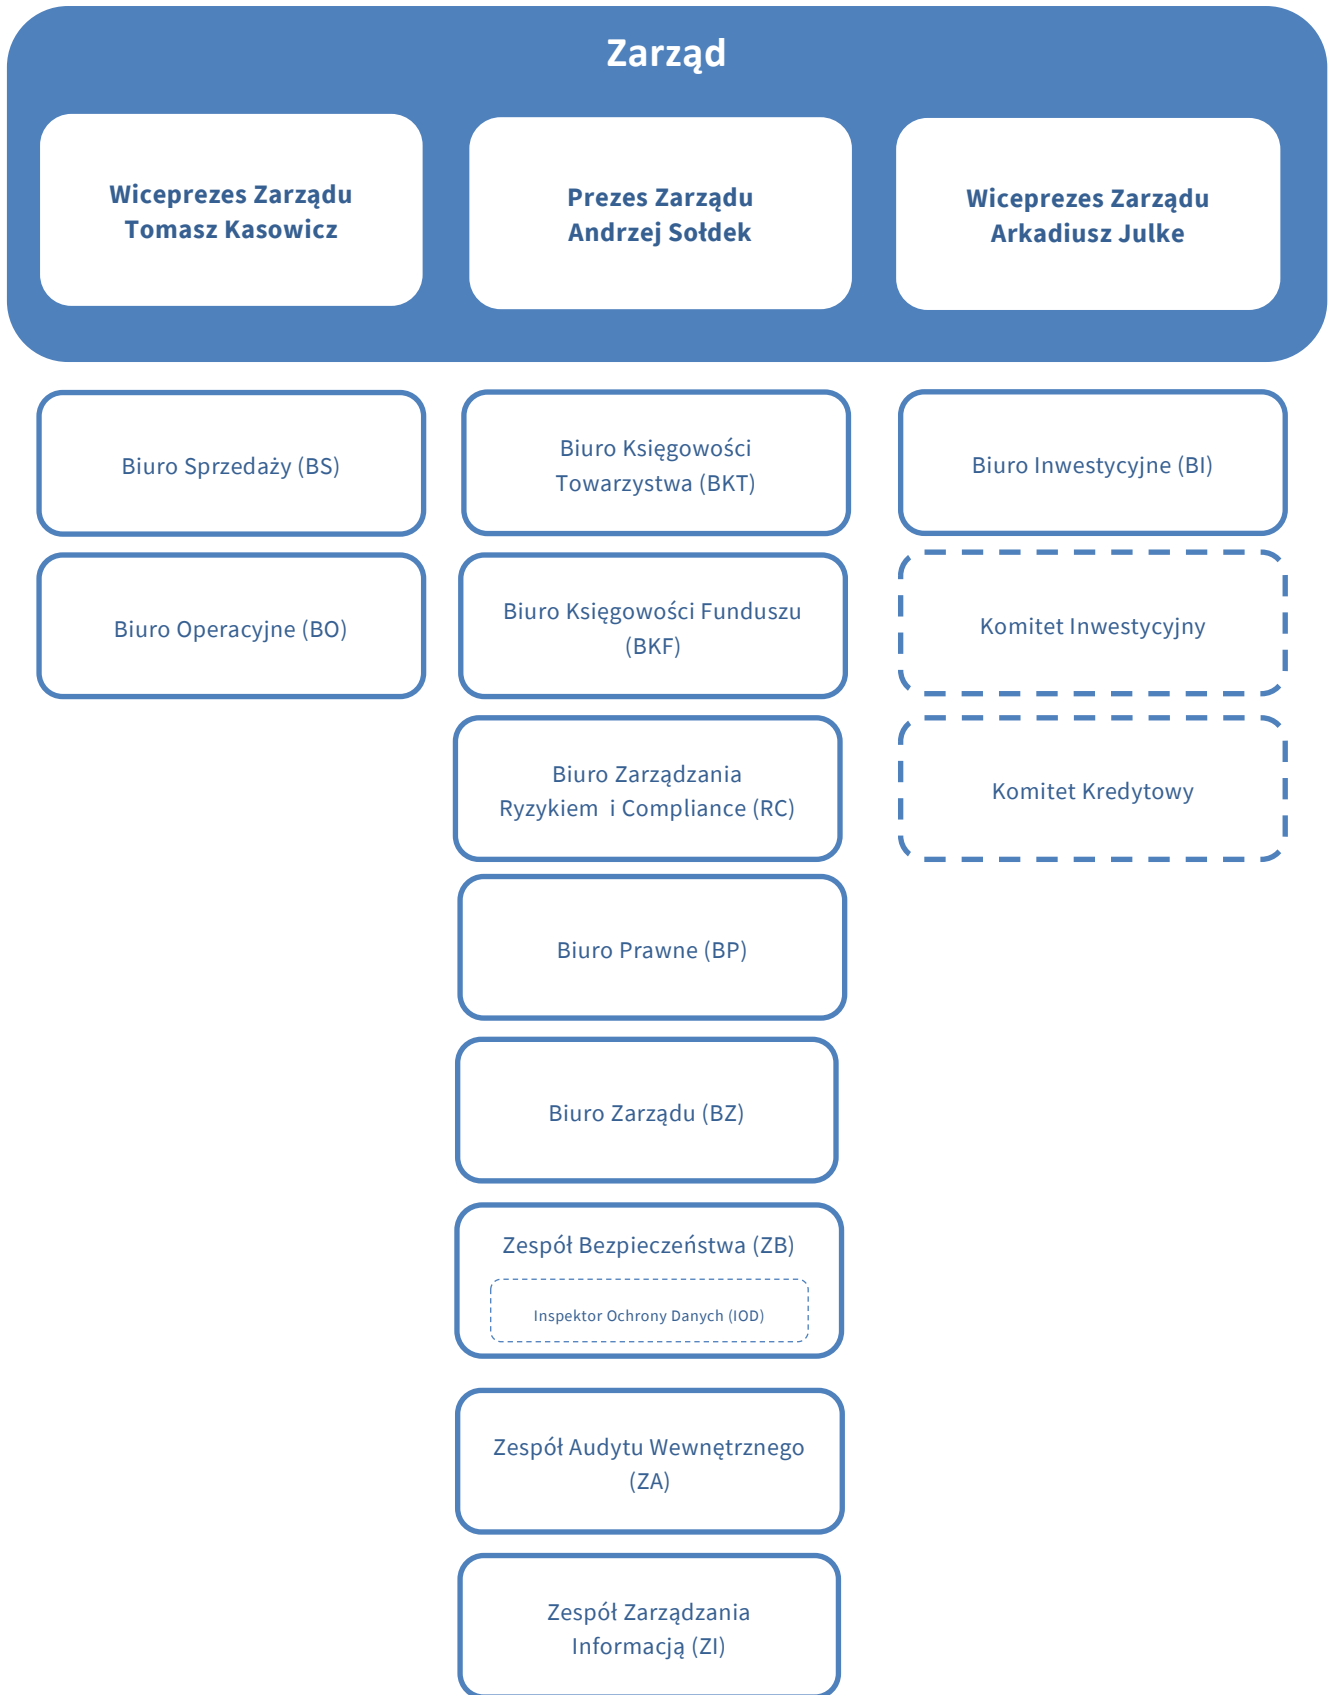 Zarząd
Wiceprezes Zarządu
Tomasz Kasowicz
Prezes Zarządu
Andrzej Sołdek
Wiceprezes Zarządu
Arkadiusz Julke
Biuro Sprzedaży (BS)
Biuro Księgowości
Towarzystwa (BKT)
Biuro Inwestycyjne (BI)
Biuro Operacyjne (BO)
Biuro Księgowości Funduszu
(BKF)
Komitet Inwestycyjny
Biuro Zarządzania
Ryzykiem  i Compliance (RC)
Komitet Kredytowy
Biuro Prawne (BP)
Biuro Zarządu (BZ)
Zespół Bezpieczeństwa (ZB)
Inspektor Ochrony Danych (IOD)
Zespół Audytu Wewnętrznego
(ZA)
Zespół Zarządzania
Informacją (ZI)